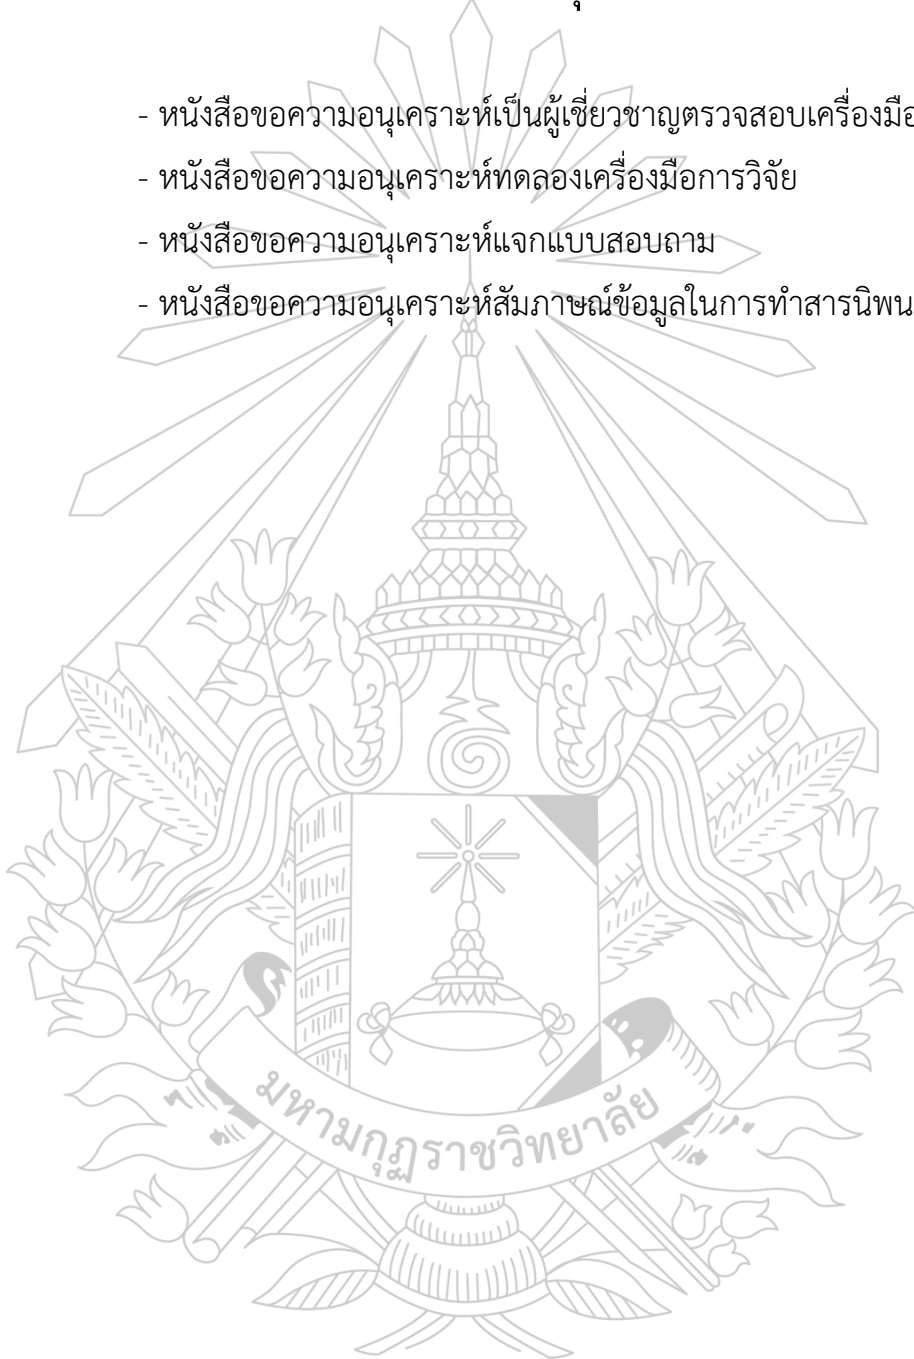 - หนังสือขอความอนุเคราะห์เป็นผู้เชี่ยวชาญตรวจสอบเครื่องมือ
- หนังสือขอความอนุเคราะห์ทดลองเครื่องมือการวิจัย
- หนังสือขอความอนุเคราะห์แจกแบบสอบถาม
- หนังสือขอความอนุเคราะห์สัมภาษณ์ข้อมูลในการทำสารนิพน
มหามกุฏราชวิทยาลัย